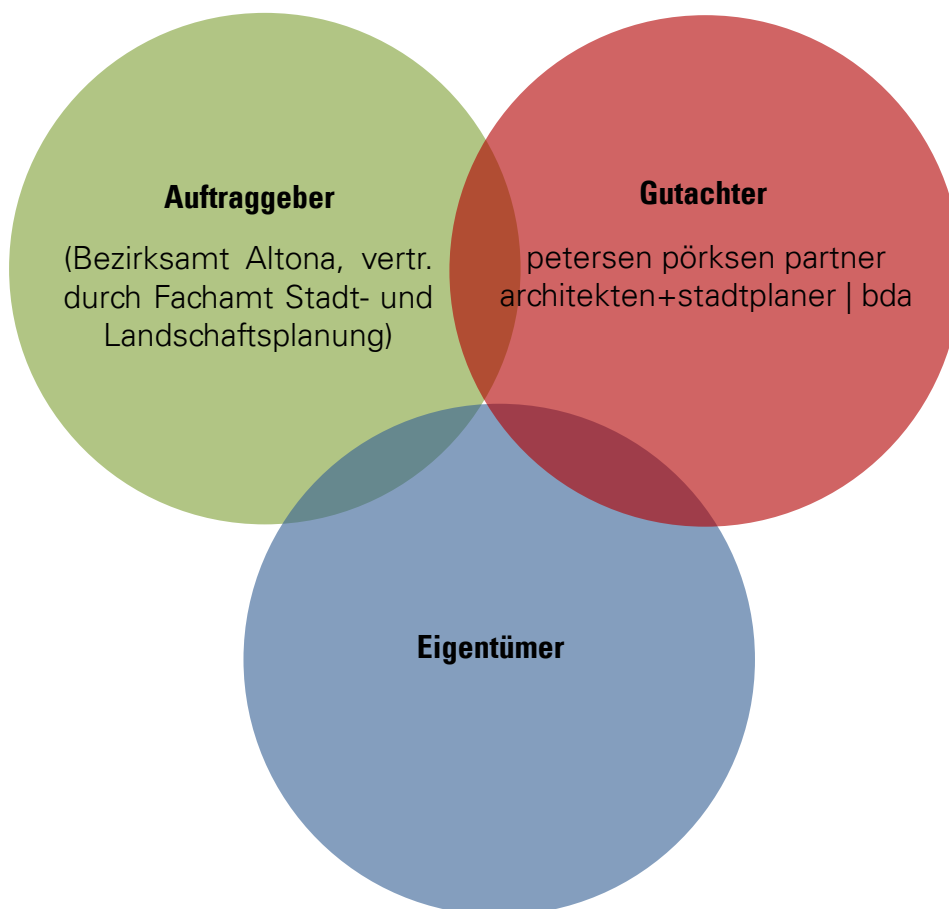 Auftraggeber
(Bezirksamt Altona, vertr.
durch Fachamt Stadt- und
Landschaftsplanung)
Gutachter
petersen pörksen partner
architekten+stadtplaner | bda
Eigentümer